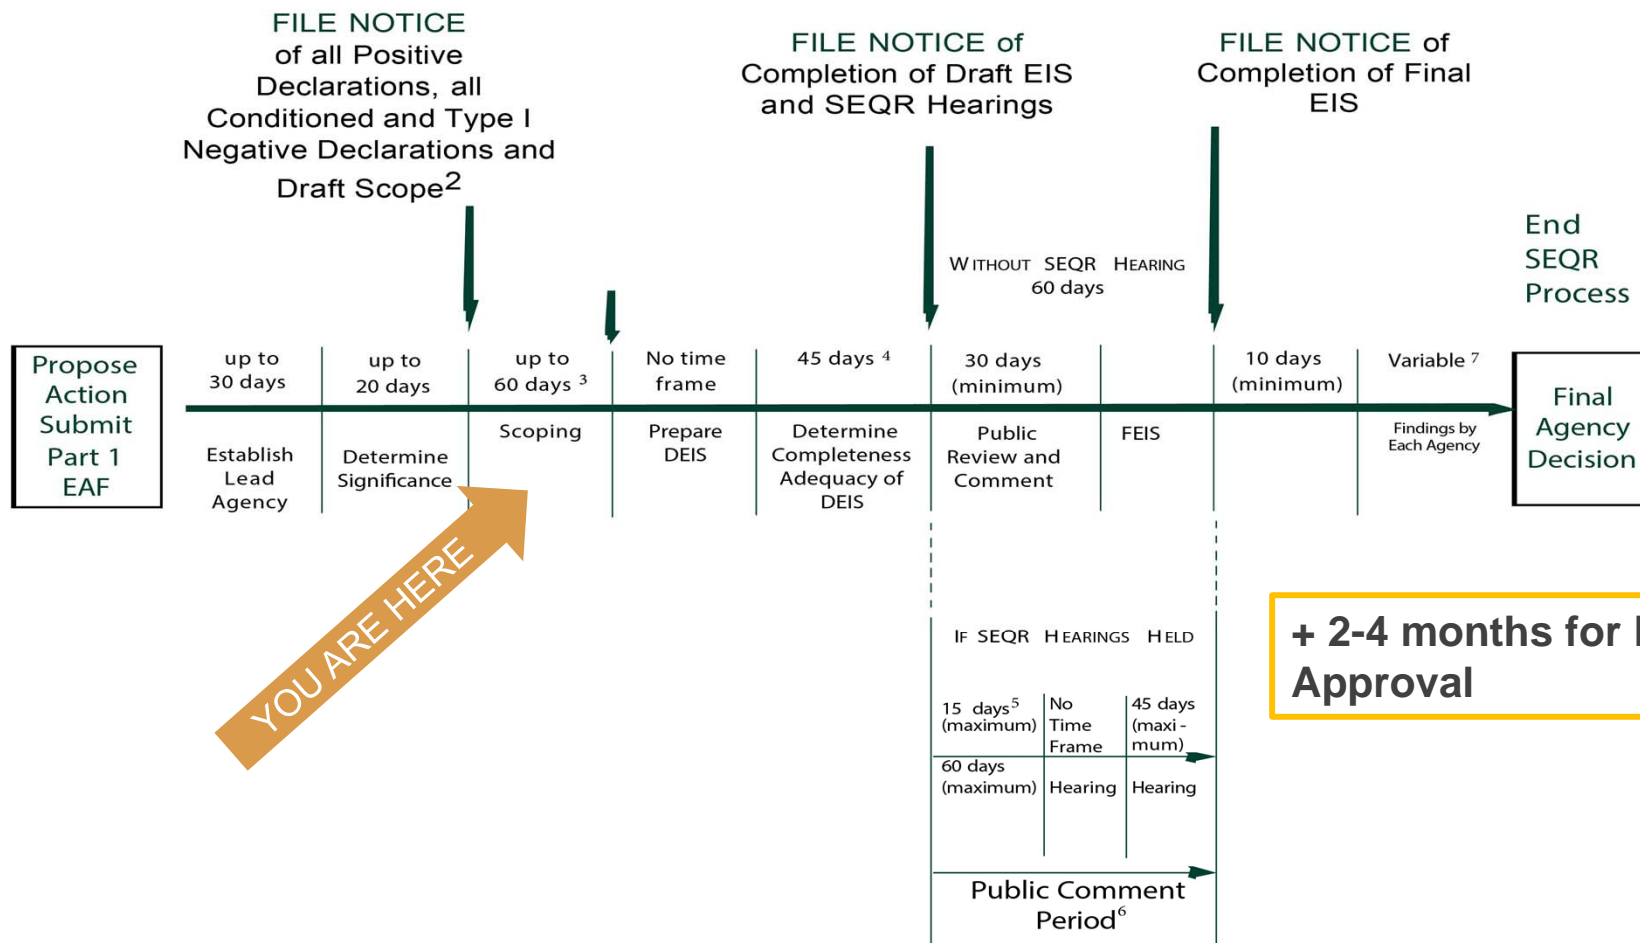 FILE NOTICE
of all Positive
Declarations, all
Conditioned and Type I
Negative Declarations and
Draft Scope2
FILE NOTICE of
Completion of Draft EIS
and SEQR Hearings
FILE NOTICE of
Completion of Final
EIS
End
SEQR
Process
WITHOUT SEQR HEARING
60 days
Propose
Action
Submit
Part 1
EAF
up to
30 days
up to
20 days
up to
60 days 3
No time
frame
45 days 4
30 days
(minimum)
10 days
(minimum)
Variable 7
Establish
Lead
Agency
Determine
Significance
Scoping
Prepare
DEIS
Determine
Completeness
Adequacy of
DEIS
Public
Review and
Comment
FEIS
Findings by
Each Agency
Final
Agency
Decision
YOU ARE HERE
IF SEQR HEARINGS HELD
15 days5
(maximum)
No
Time
Frame
45 days
(maxi -
mum)
60 days
(maximum)
Hearing
Hearing
Public Comment
Period6
+ 2-4 months for
Approval